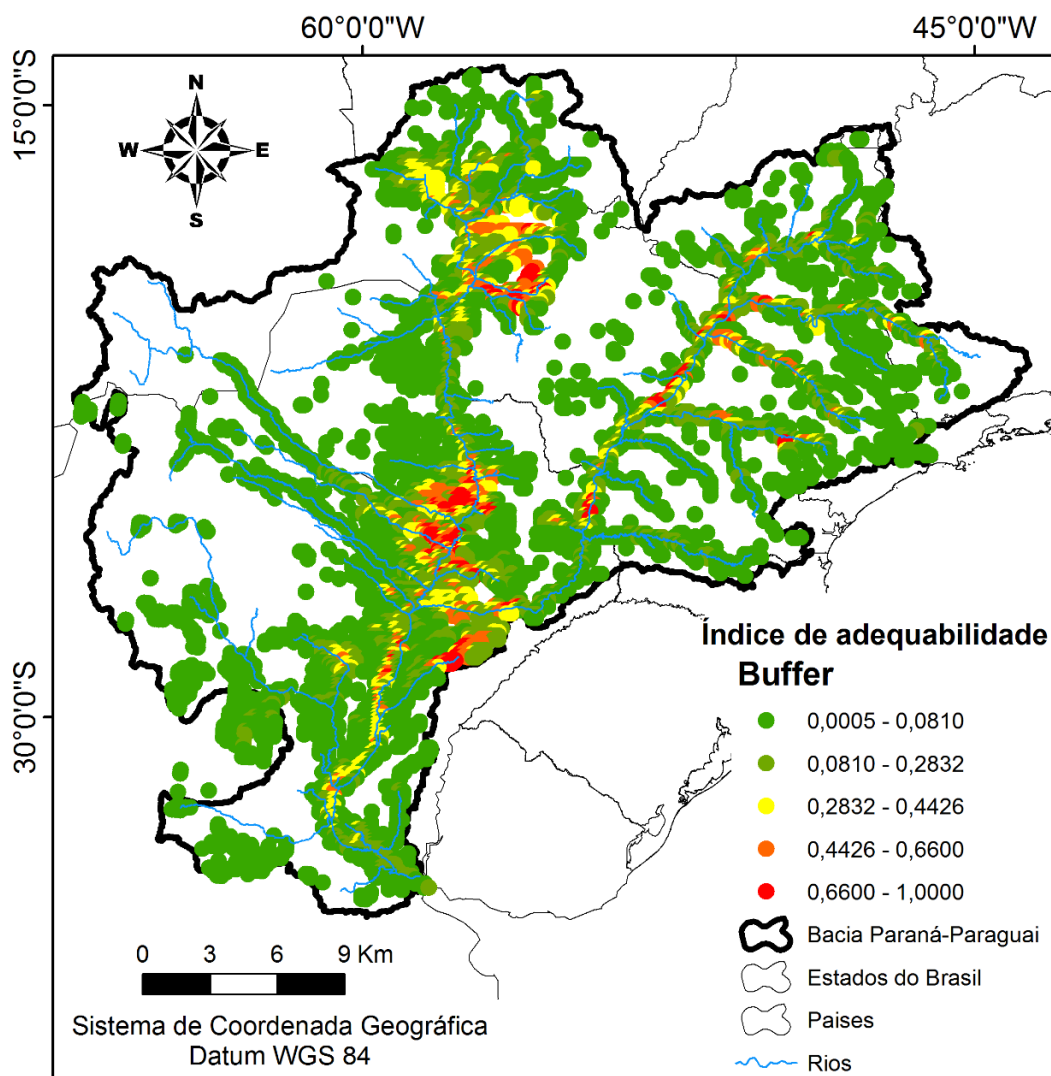 60°0'0"W
45°0'0"W
15°0'0"S
N
W
E
S
30°0'0"S
Índice de adequabilidade
Buffer
0,0005 - 0,0810
0,0810 - 0,2832
0,2832 - 0,4426
0,4426 - 0,6600
0,6600 - 1,0000
Bacia Paraná-Paraguai
Estados do Brasil
Paises
Rios
0 3 6 9 Km
Sistema de Coordenada Geográfica
Datum WGS 84